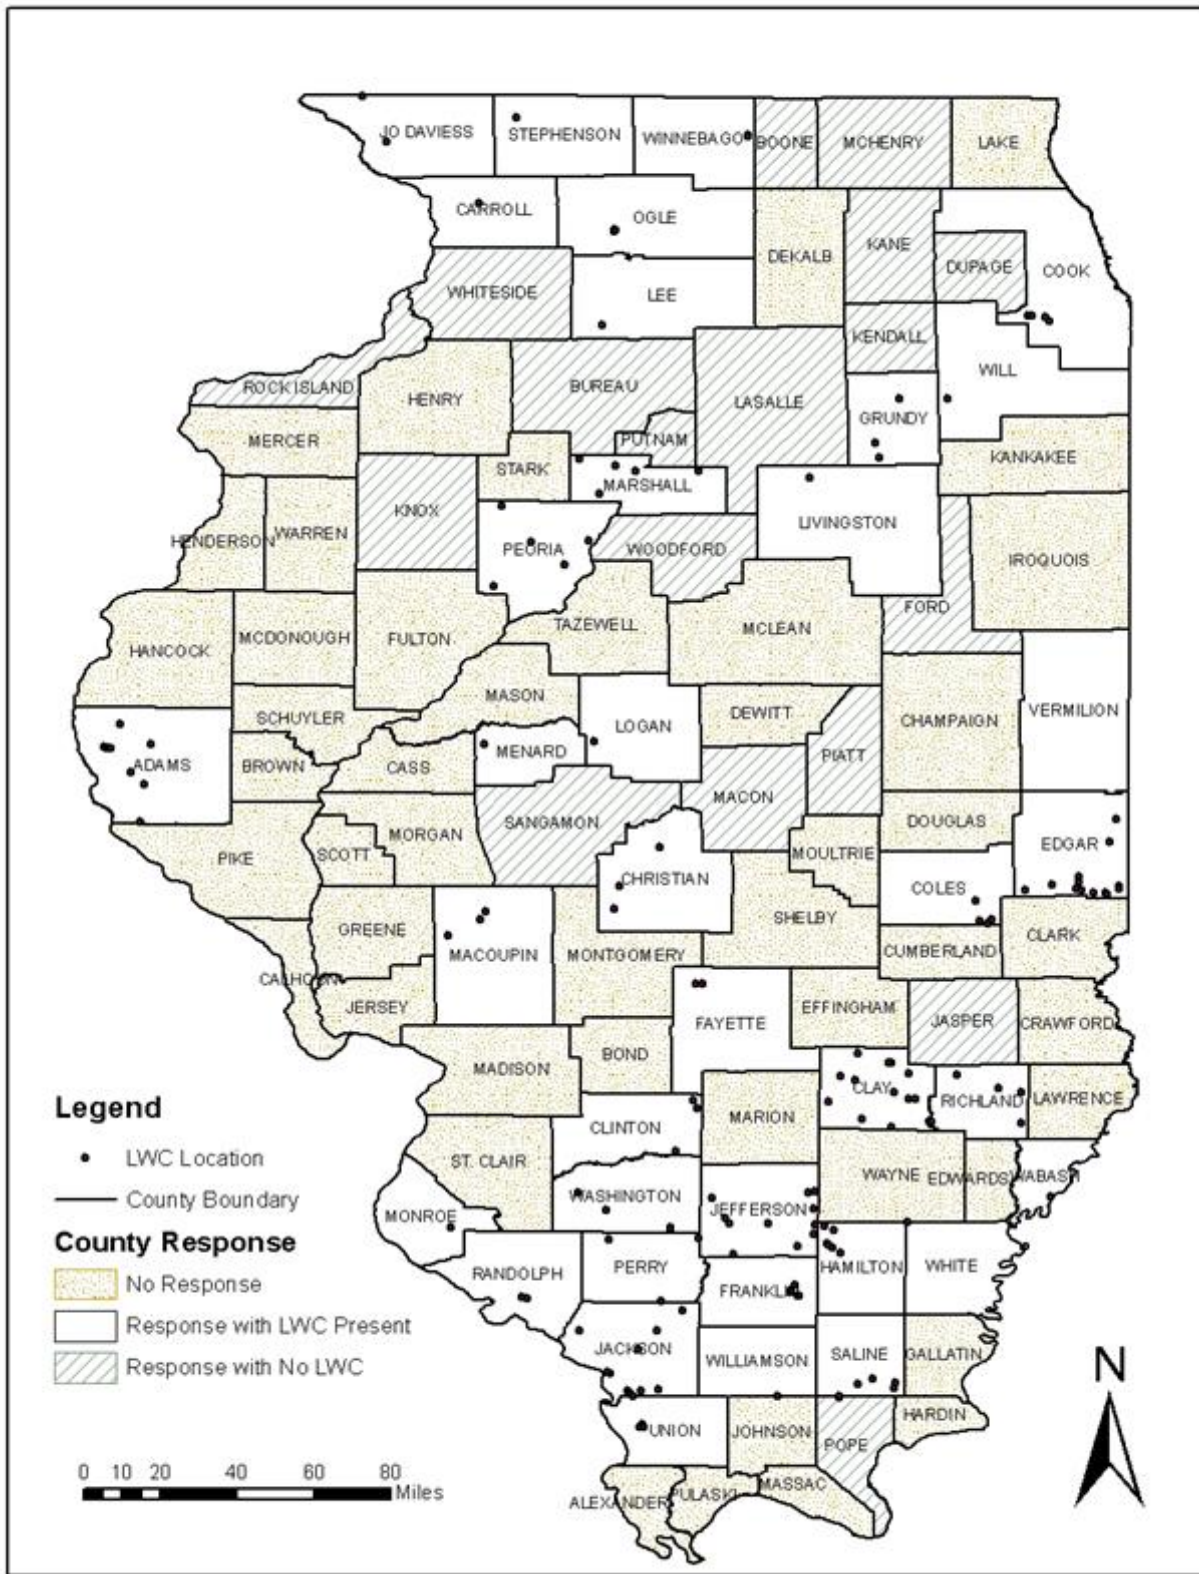 JO DAVIESS
STEPHENSON
WINNEBAGO
BOONE
MCHENRY
LAKE
CARROLL
OGLE
DEKALB
KANE
DUPAGE
COOK
WHITESIDE
LEE
KENDALL
ROCK ISLAND
HENRY
BUREAU
LASALLE
WILL
GRUNDY
MERCER
PUTNAM
KANKAKEE
STARK
MARSHALL
KNOX
HENDERSON
WARREN
PEORIA
WOODFORD
LIVINGSTON
IROQUOIS
FORD
HANCOCK
MCDONOUGH
FULTON
TAZEWELL
MCLEAN
MASON
SCHUYLER
LOGAN
DEWITT
CHAMPAIGN
VERMILION
ADAMS
BROWN
CASS
MENARD
PIATT
MACON
SANGAMON
DOUGLAS
EDGAR
PIKE
SCOTT
MORGAN
CHRISTIAN
MOULTRIE
COLES
SHELBY
GREENE
MACOUPIN
MONTGOMERY
CUMBERLAND
CLARK
CALHOUN
JERSEY
FAYETTE
EFFINGHAM
JASPER
CRAWFORD
MADISON
BOND
CLAY
RICHLAND
LAWRENCE
MARION
CLINTON
ST. CLAIR
WAYNE
EDWARDS
WABASH
MONROE
WASHINGTON
JEFFERSON
RANDOLPH
PERRY
FRANKLIN
HAMILTON
WHITE
JACKSON
WILLIAMSON
SALINE
GALLATIN
UNION
JOHNSON
POPE
HARDIN
ALEXANDER
PULASKI
MASSAC
Legend
LWC Location
County Boundary
County Response
No Response
Response with LWC Present
Response with No LWC
0 10 20 40 60 80
Miles
N